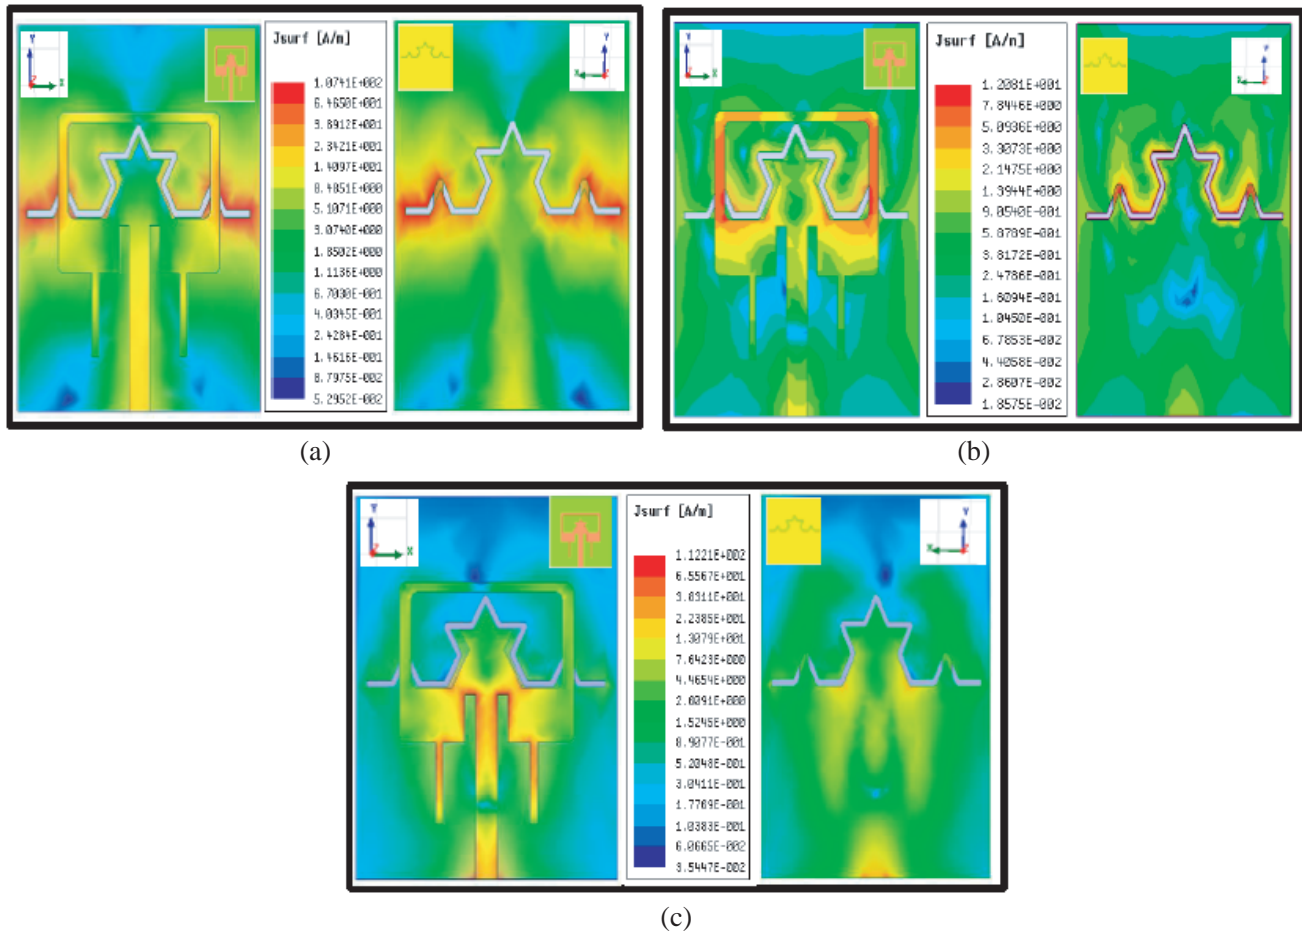 Jsurf [A/m]
1.0741E+002
6.4650E+001
3.8912E+001
2.3421E+001
1.4097E+001
8.4851E+000
5.1071E+000
3.0740E+000
1.8502E+000
1.1136E+000
6.7030E-001
4.0345E-001
2.4284E-001
1.4616E-001
8.7975E-002
5.2952E-002
Y
X
Z
Y
X
(a)
Jsurf [A/m]
1.2081E+001
7.8446E+000
5.0936E+000
3.3073E+000
2.1475E+000
1.3944E+000
9.0540E-001
5.8789E-001
3.8172E-001
2.4786E-001
1.6094E-001
1.0450E-001
6.7853E-002
4.4058E-002
2.8607E-002
1.8575E-002
Y
X
Y
X
(b)
Jsurf [A/m]
1.1221E+002
6.5567E+001
3.8311E+001
2.2385E+001
1.3079E+001
7.6423E+000
4.4654E+000
2.6091E+000
1.5245E+000
8.9077E-001
5.2048E-001
3.0411E-001
1.7769E-001
1.0383E-001
6.0665E-002
3.5447E-002
Y
X
Z
Y
X
(c)